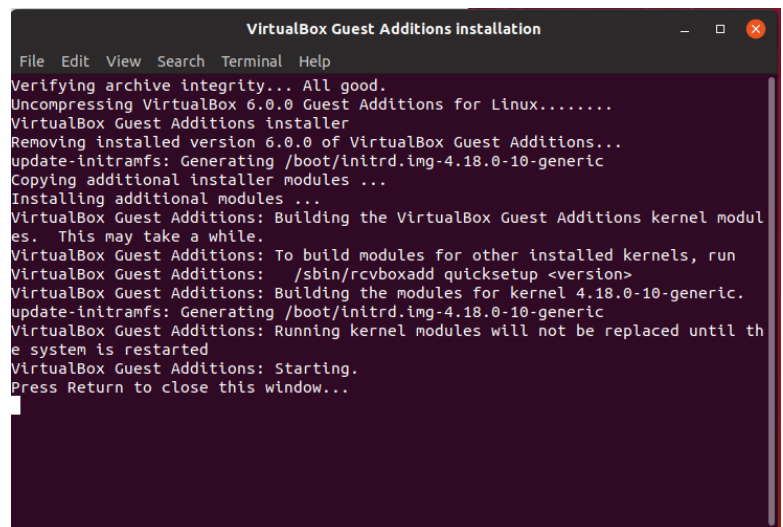 VirtualBox Guest Additions installation
File Edit View Search Terminal Help
Verifying archive integrity... All good.
Uncompressing VirtualBox 6.0.0 Guest Additions for Linux........
VirtualBox Guest Additions installer
Removing installed version 6.0.0 of VirtualBox Guest Additions...
update-initramfs: Generating /boot/initrd.img-4.18.0-10-generic
Copying additional installer modules ...
Installing additional modules ...
VirtualBox Guest Additions: Building the VirtualBox Guest Additions kernel modul
es.  This may take a while.
VirtualBox Guest Additions: To build modules for other installed kernels, run
VirtualBox Guest Additions:   /sbin/rcvboxadd quicksetup <version>
VirtualBox Guest Additions: Building the modules for kernel 4.18.0-10-generic.
update-initramfs: Generating /boot/initrd.img-4.18.0-10-generic
VirtualBox Guest Additions: Running kernel modules will not be replaced until th
e system is restarted
VirtualBox Guest Additions: Starting.
Press Return to close this window...